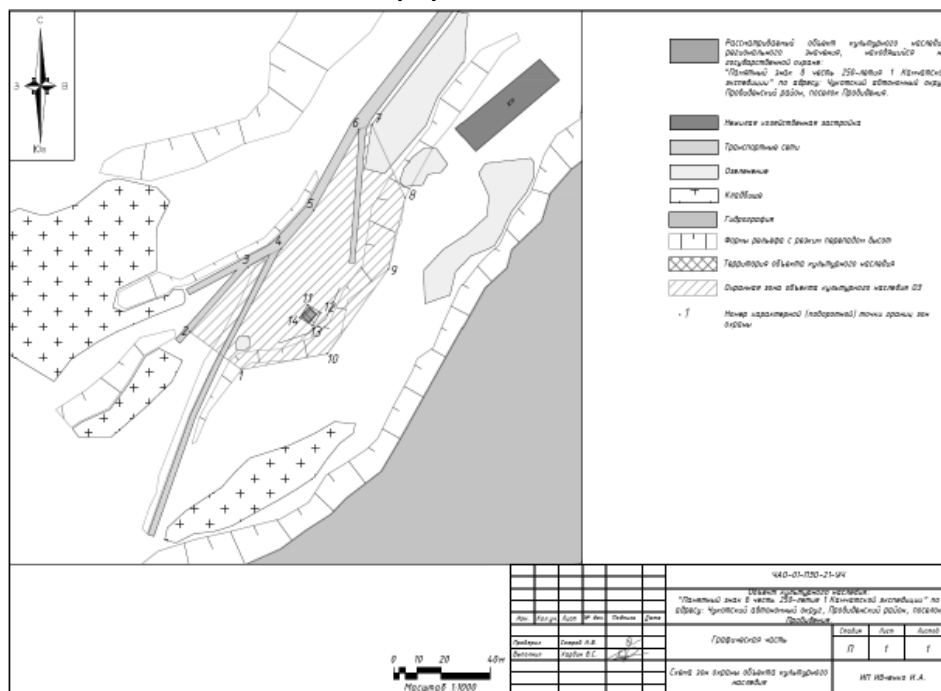 С
З
В
Ю
КН
1
2
3
4
5
6
7
8
9
10
11
12
13
14
Рассматриваемый объект культурного наследия
регионального значения, находящийся на
государственной охране:
"Памятный знак в честь 250-летия 1 Камчатской
экспедиции" по адресу: Чукотский автономный округ,
Провиденский район, поселок Провидения.
Нежилая хозяйственная застройка
Транспортные сети
Озеленение
Кладбище
Гидрография
Формы рельефа с резким перепадом высот
Территория объекта культурного наследия
Охранная зона объекта культурного наследия ОЗ
. 1 Номер характерной (поворотной) точки границ зон
охраны
0 10 20 40м
Масштаб 1:1000
ЧАО-01-ПЗО-21-ГЧ
Объект культурного наследия:
"Памятный знак в честь 250-летия 1 Камчатской экспедиции" по
адресу: Чукотский автономный округ, Провиденский район, поселок
Провидения
Изм. Кол.уч. Лист № док. Подпись Дата
Проверил
Выполнил
Графическая часть
Стадия Лист Листов
П 1 1
Схема зон охраны объекта культурного
наследия
ИП Ивченко И.А.